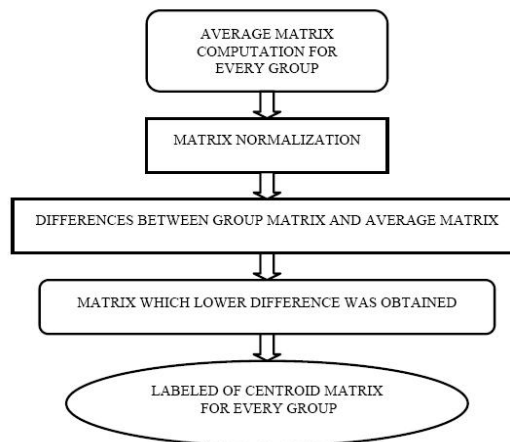 AVERAGE MATRIX
COMPUTATION FOR
EVERY GROUP
MATRIX NORMALIZATION
DIFFERENCES BETWEEN GROUP MATRIX AND AVERAGE MATRIX
MATRIX WHICH LOWER DIFFERENCE WAS OBTAINED
LABELED OF CENTROID MATRIX
FOR EVERY GROUP